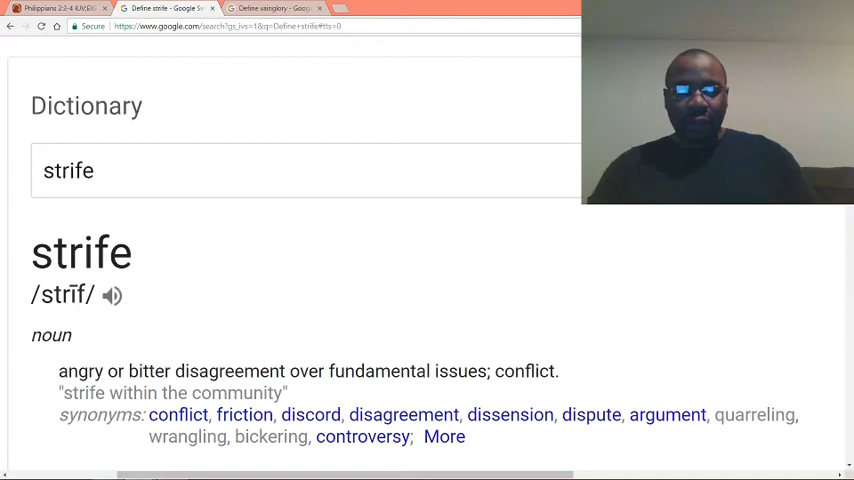 Philippians 2:3-4 KJV;EX
Define strife - Google Se
Define vainglory - Goog
Secure
https://www.google.com/search?gs_ivs=1&q=Define+strife#tts=0
Dictionary
strife
strife
/strīf/
noun
angry or bitter disagreement over fundamental issues; conflict.
"strife within the community"
synonyms: conflict, friction, discord, disagreement, dissension, dispute, argument, quarreling,
wrangling, bickering, controversy; More